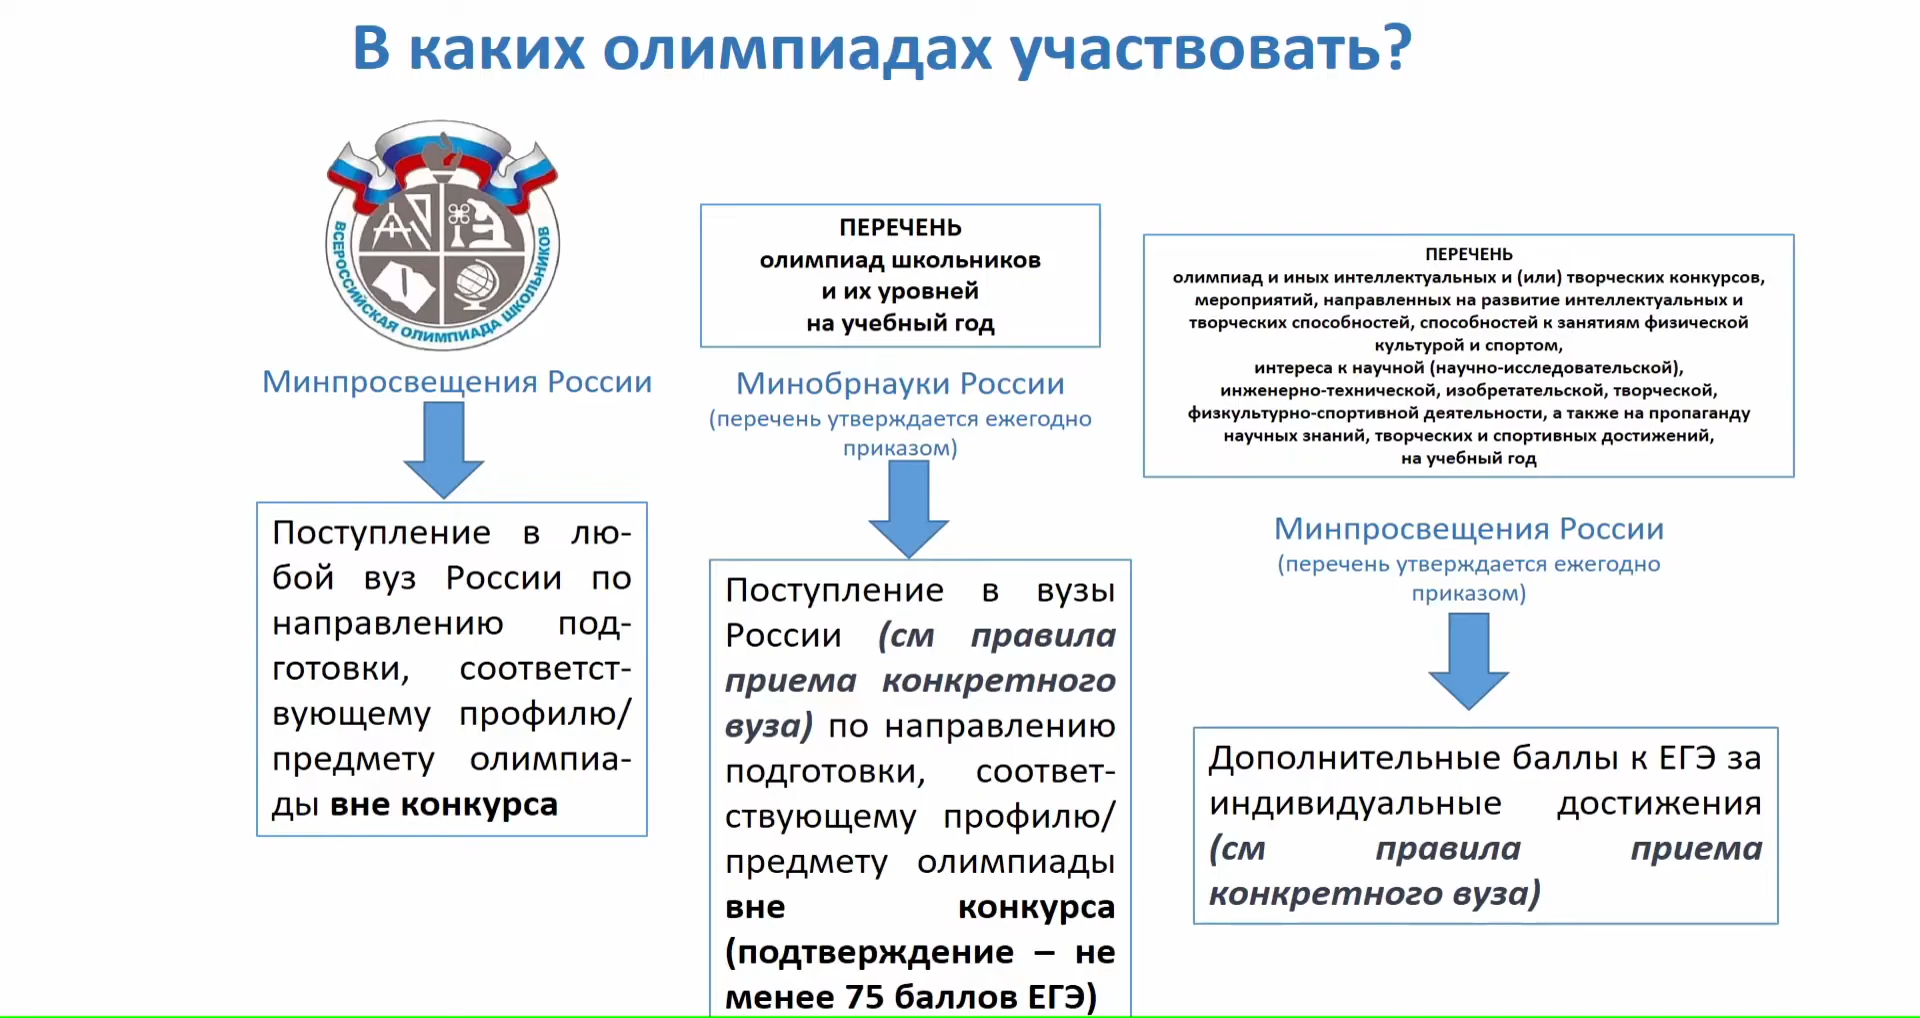 В каких олимпиадах участвовать?
ВСЕРОССИЙСКАЯ ОЛИМПИАДА ШКОЛЬНИКОВ
Минпросвещения России
Поступление в лю-
бой вуз России по
направлению под-
готовки, соответст-
вующему профилю/
предмету олимпиа-
ды вне конкурса
ПЕРЕЧЕНЬ
олимпиад школьников
и их уровней
на учебный год
Минобрнауки России
(перечень утверждается ежегодно
приказом)
Поступление в вузы
России (см правила
приема конкретного
вуза) по направлению
подготовки, соответ-
ствующему профилю/
предмету олимпиады
вне конкурса
(подтверждение – не
менее 75 баллов ЕГЭ)
ПЕРЕЧЕНЬ
олимпиад и иных интеллектуальных и (или) творческих конкурсов,
мероприятий, направленных на развитие интеллектуальных и
творческих способностей, способностей к занятиям физической
культурой и спортом,
интереса к научной (научно-исследовательской),
инженерно-технической, изобретательской, творческой,
физкультурно-спортивной деятельности, а также на пропаганду
научных знаний, творческих и спортивных достижений,
на учебный год
Минпросвещения России
(перечень утверждается ежегодно
приказом)
Дополнительные баллы к ЕГЭ за
индивидуальные достижения
(см правила приема
конкретного вуза)